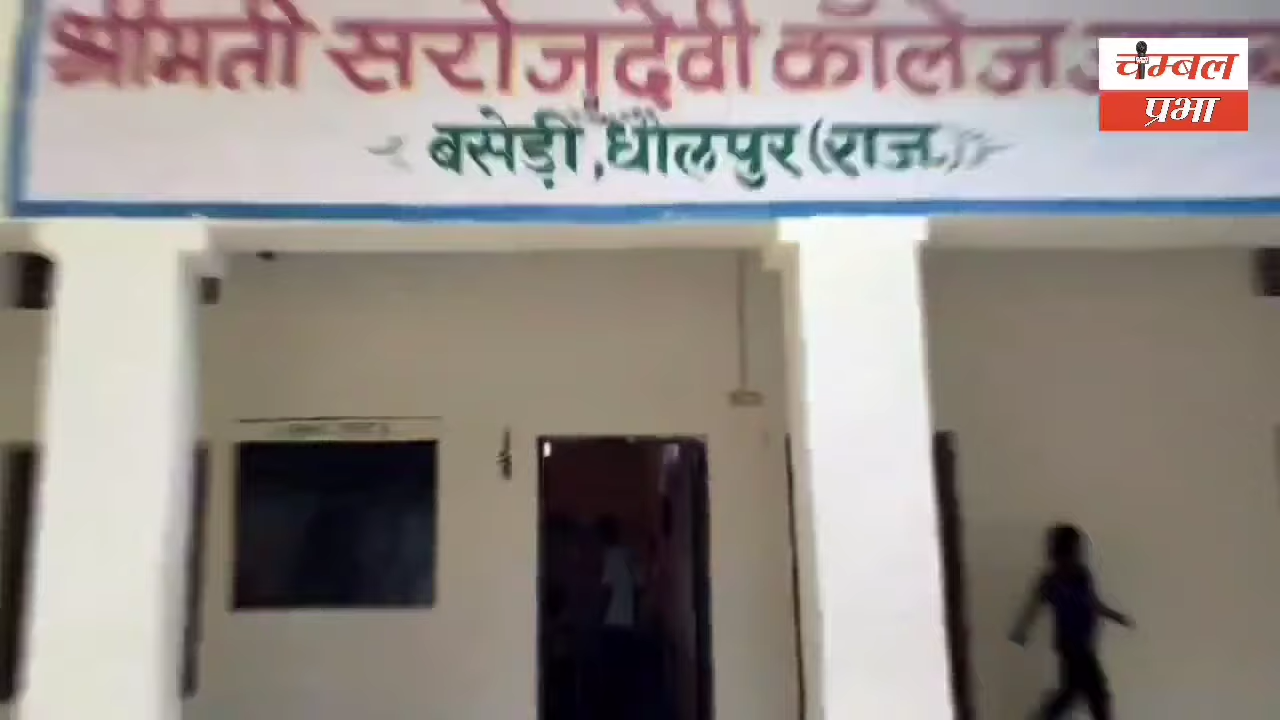 श्रीमती सरोजदेवी कॉलेज
बसेड़ी, धौलपुर (राज.)
चम्बल
प्रभा